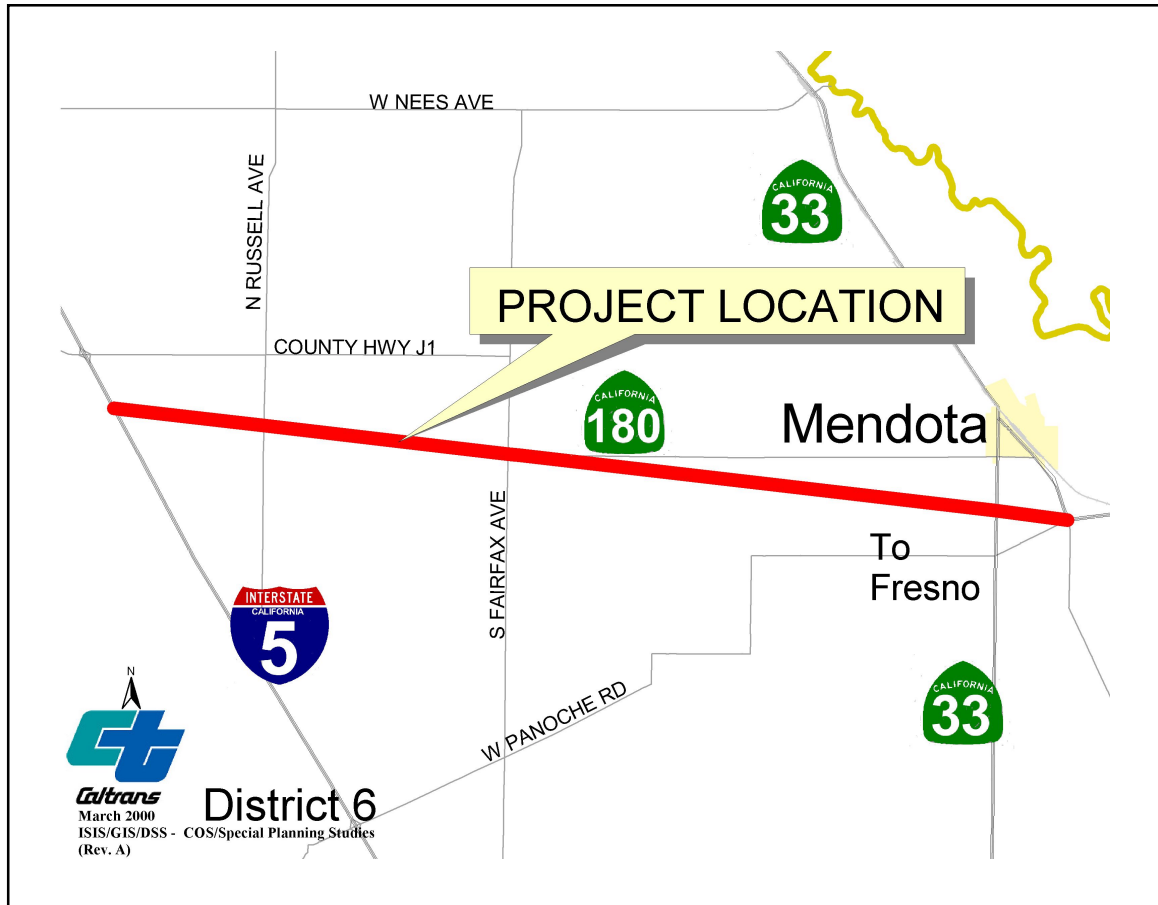 W NEES AVE
N RUSSELL AVE
CALIFORNIA
33
PROJECT LOCATION
COUNTY HWY J1
CALIFORNIA
180
Mendota
S FAIRFAX AVE
To
Fresno
INTERSTATE
CALIFORNIA
5
W PANOCHE RD
CALIFORNIA
33
N
Ct
Caltrans
District 6
March 2000
ISIS/GIS/DSS - COS/Special Planning Studies
(Rev. A)